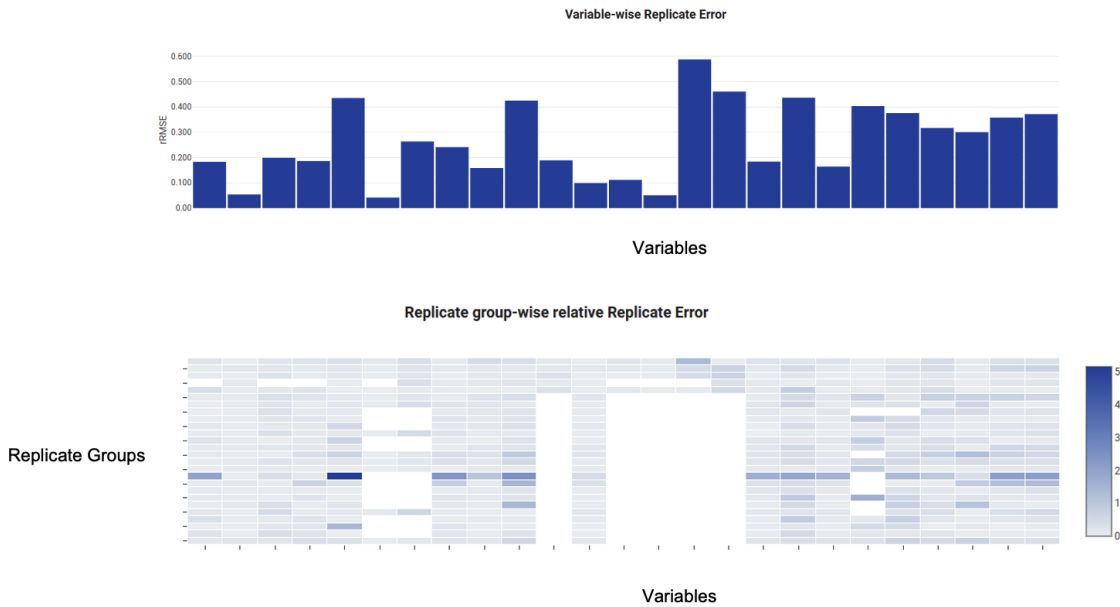 Variable-wise Replicate Error
0.600
0.500
0.400
0.300
0.200
0.100
0.00
rRMSE
Variables
Replicate group-wise relative Replicate Error
Replicate Groups
5
4
3
2
1
0
Variables